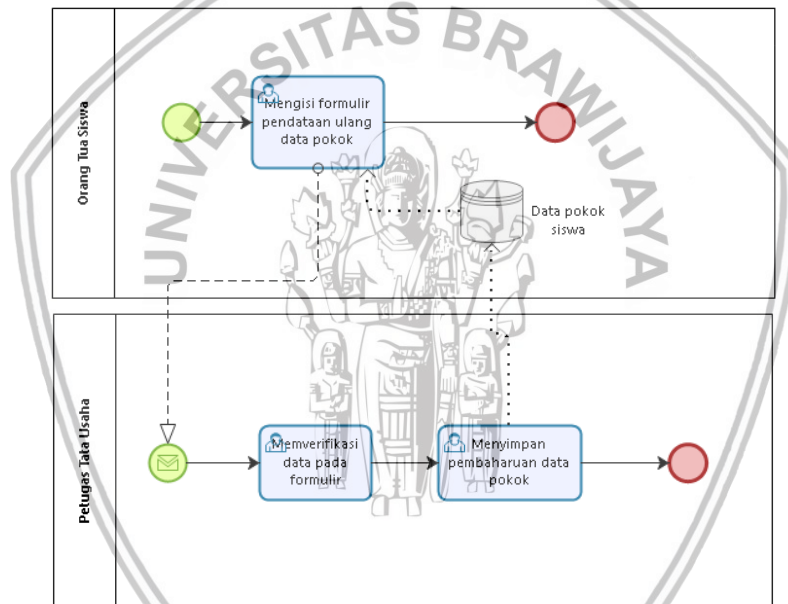 UNIVERSITAS BRAWIJAYA
Orang Tua Siswa
Mengisi formulir
pendataan ulang
data pokok
Data pokok
siswa
Petugas Tata Usaha
Memverifikasi
data pada
formulir
Menyimpan
pembaharuan data
pokok